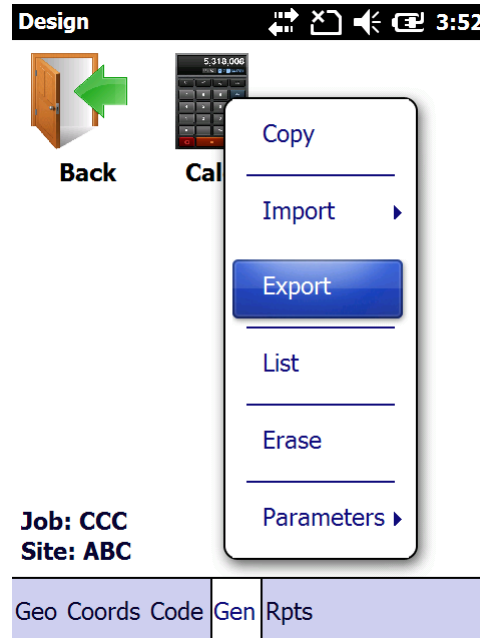 Design 3:52
5,318,006
Back Cal
Copy
Import
Export
List
Erase
Parameters
Job: CCC
Site: ABC
Geo Coords Code Gen Rpts